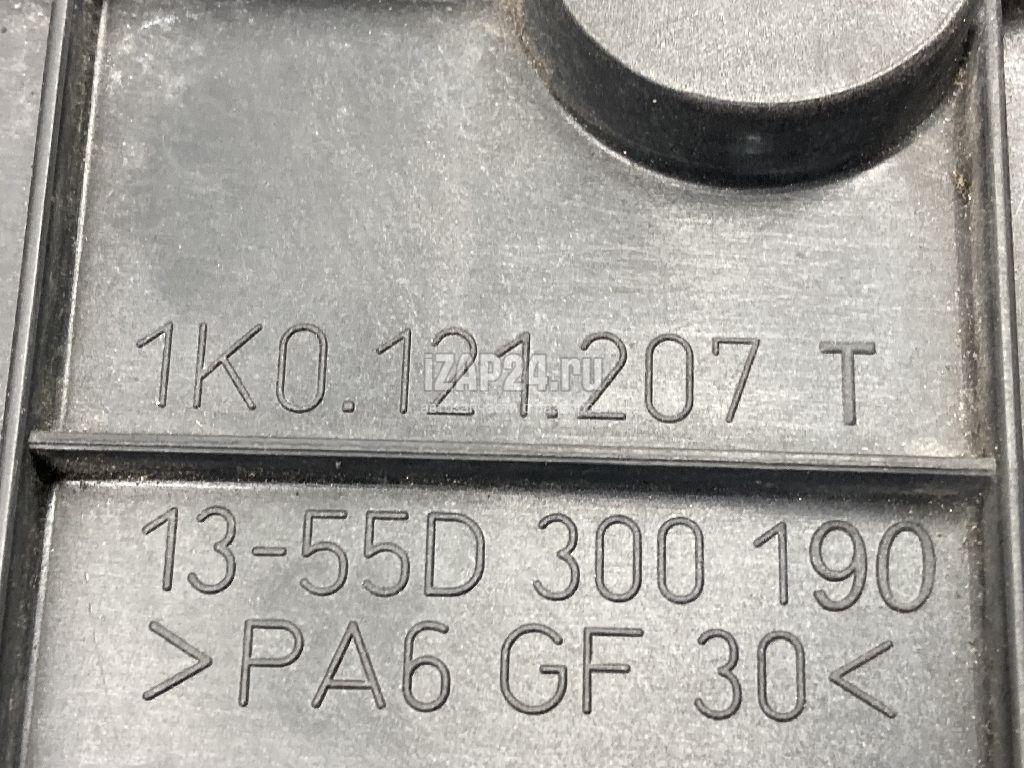 1K0.121.207 T
iZAP24.ru
13-55D 300 190
>PA6 GF 30<